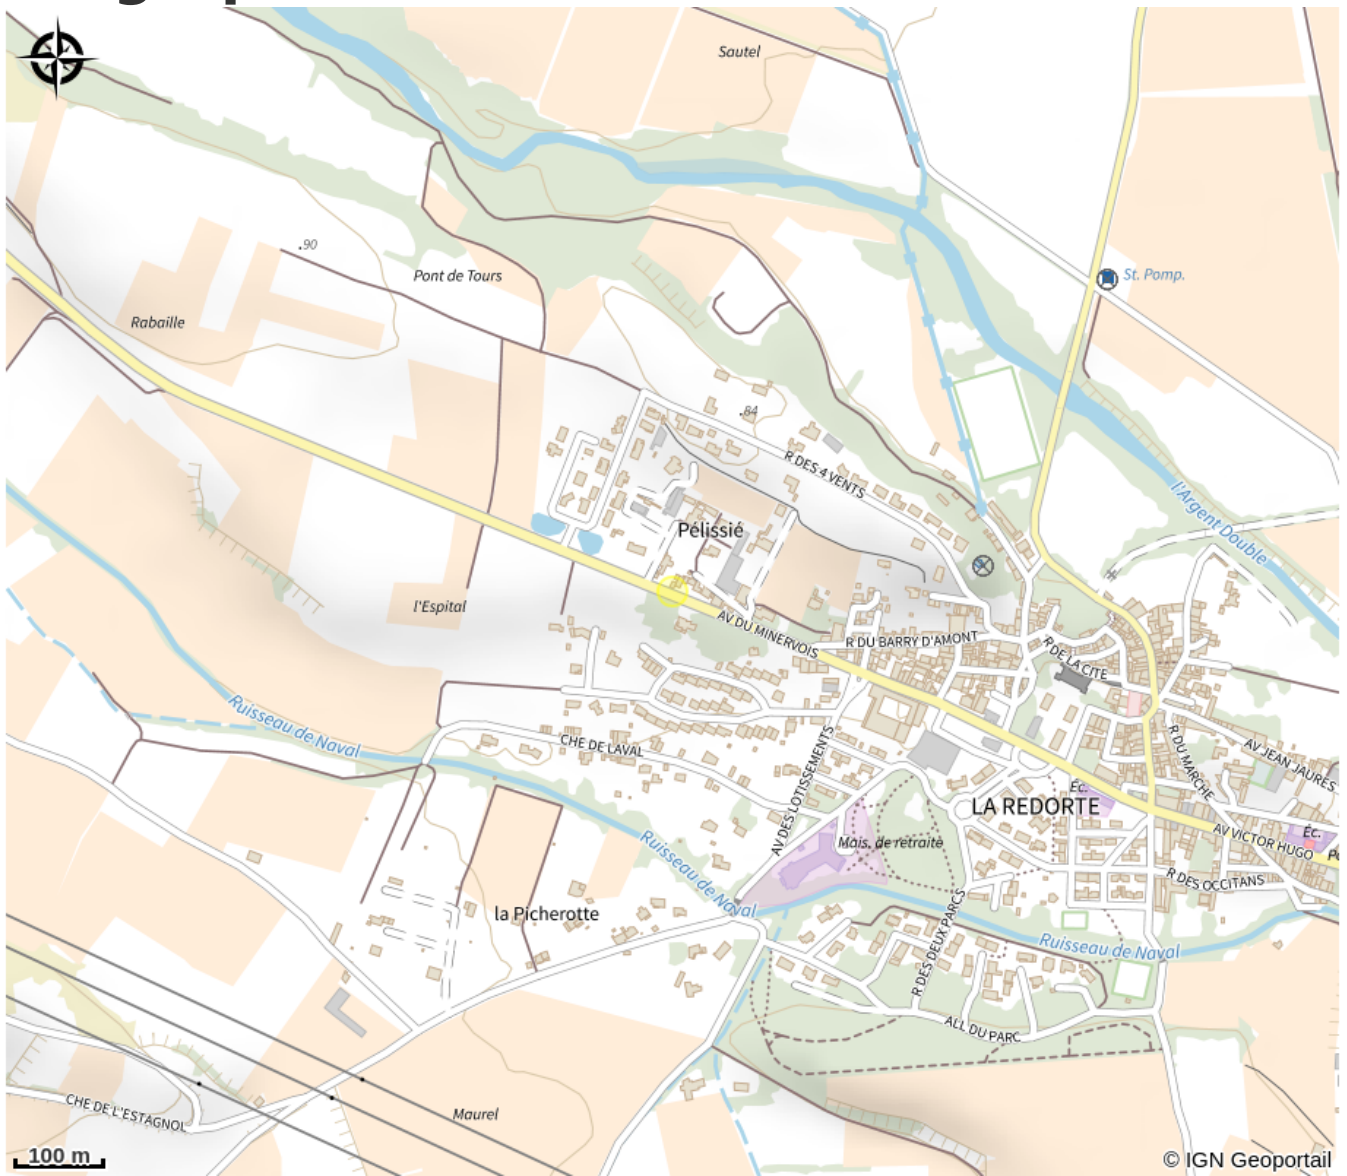 Sautel
St. Pomp.
.90
Pont de Tours
Rabaille
.84
R DES 4 VENTS
l'Argent Double
Pélissié
l'Espital
AV DU MINERVOIS
R DU BARRY D'AMONT
R DE LA CITE
Ruisseau de Naval
CHE DE LAVAL
AV DES LOTISSEMENTS
R DU MARCHE
AV JEAN JAURES
Éc.
LA REDORTE
Mais. de retraite
AV VICTOR HUGO
Éc.
R DES OCCITANS
Ruisseau de Naval
la Picherotte
R DES DEUX PARCS
Ruisseau de Naval
ALL DU PARC
CHE DE L'ESTAGNOL
Maurel
100 m
© IGN Geoportail